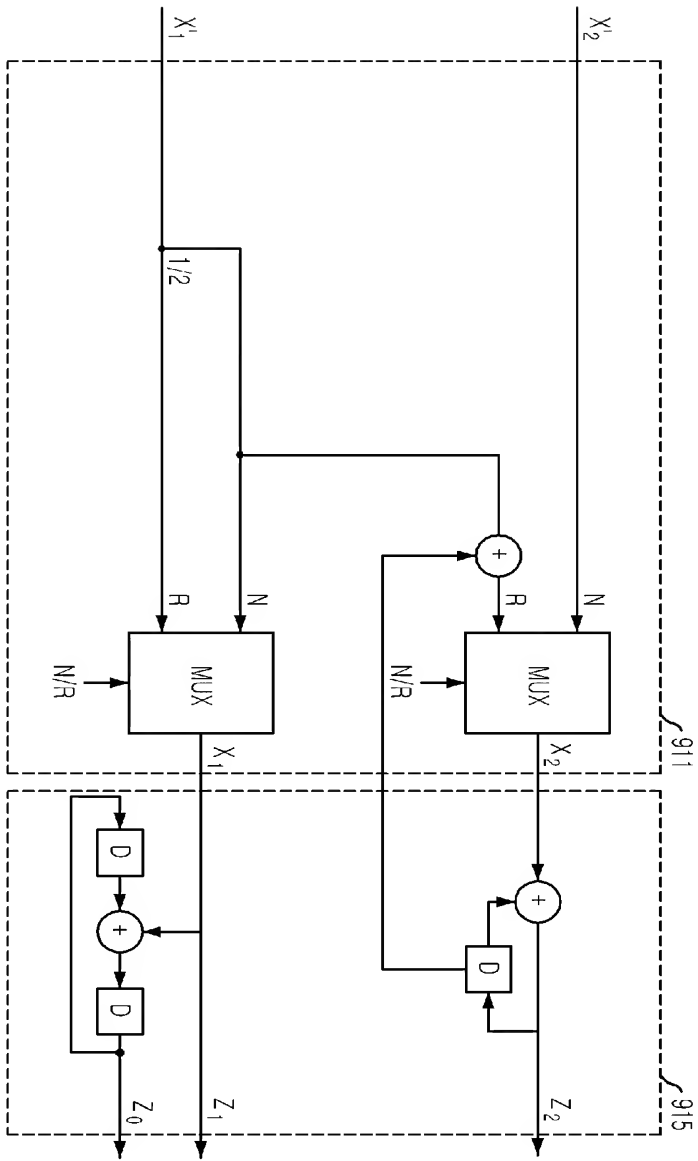 911
915
X'₂
N
MUX
X₂
+
Z₂
+
R
N/R
D
N
MUX
X₁
Z₁
X'₁
1/2
R
N/R
D
+
D
Z₀